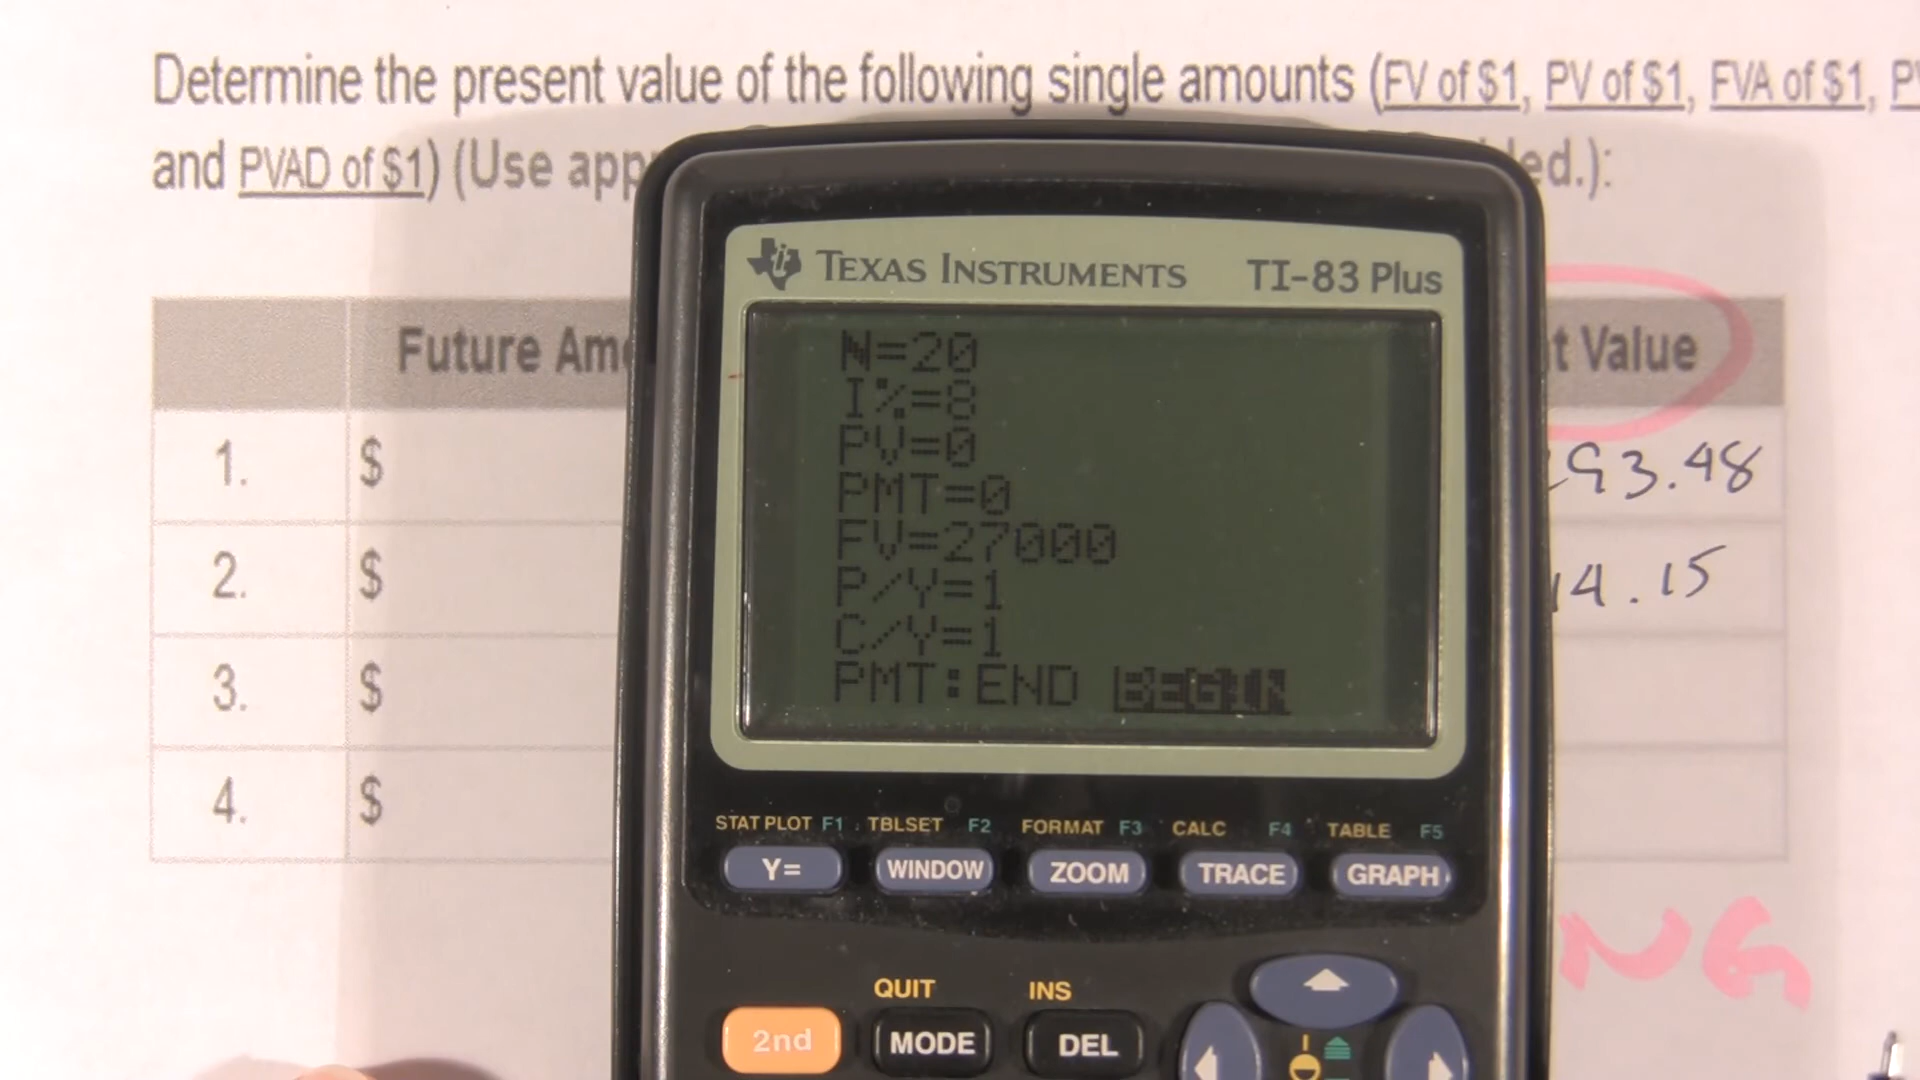 Determine the present value of the following single amounts (FV of $1, PV of $1, FVA of $1,
and PVAD of $1) (Use ed.):
TEXAS INSTRUMENTS TI-83 Plus
Future Value
1. $ 93.48
2. $ 14.15
3. $
4. $
N=20
I%=8
PV=0
PMT=0
FV=27000
P/Y=1
C/Y=1
PMT:END BEGIN
STAT PLOT F1 TBLSET F2 FORMAT F3 CALC F4 TABLE F5
Y= WINDOW ZOOM TRACE GRAPH
NG
QUIT INS
2nd MODE DEL